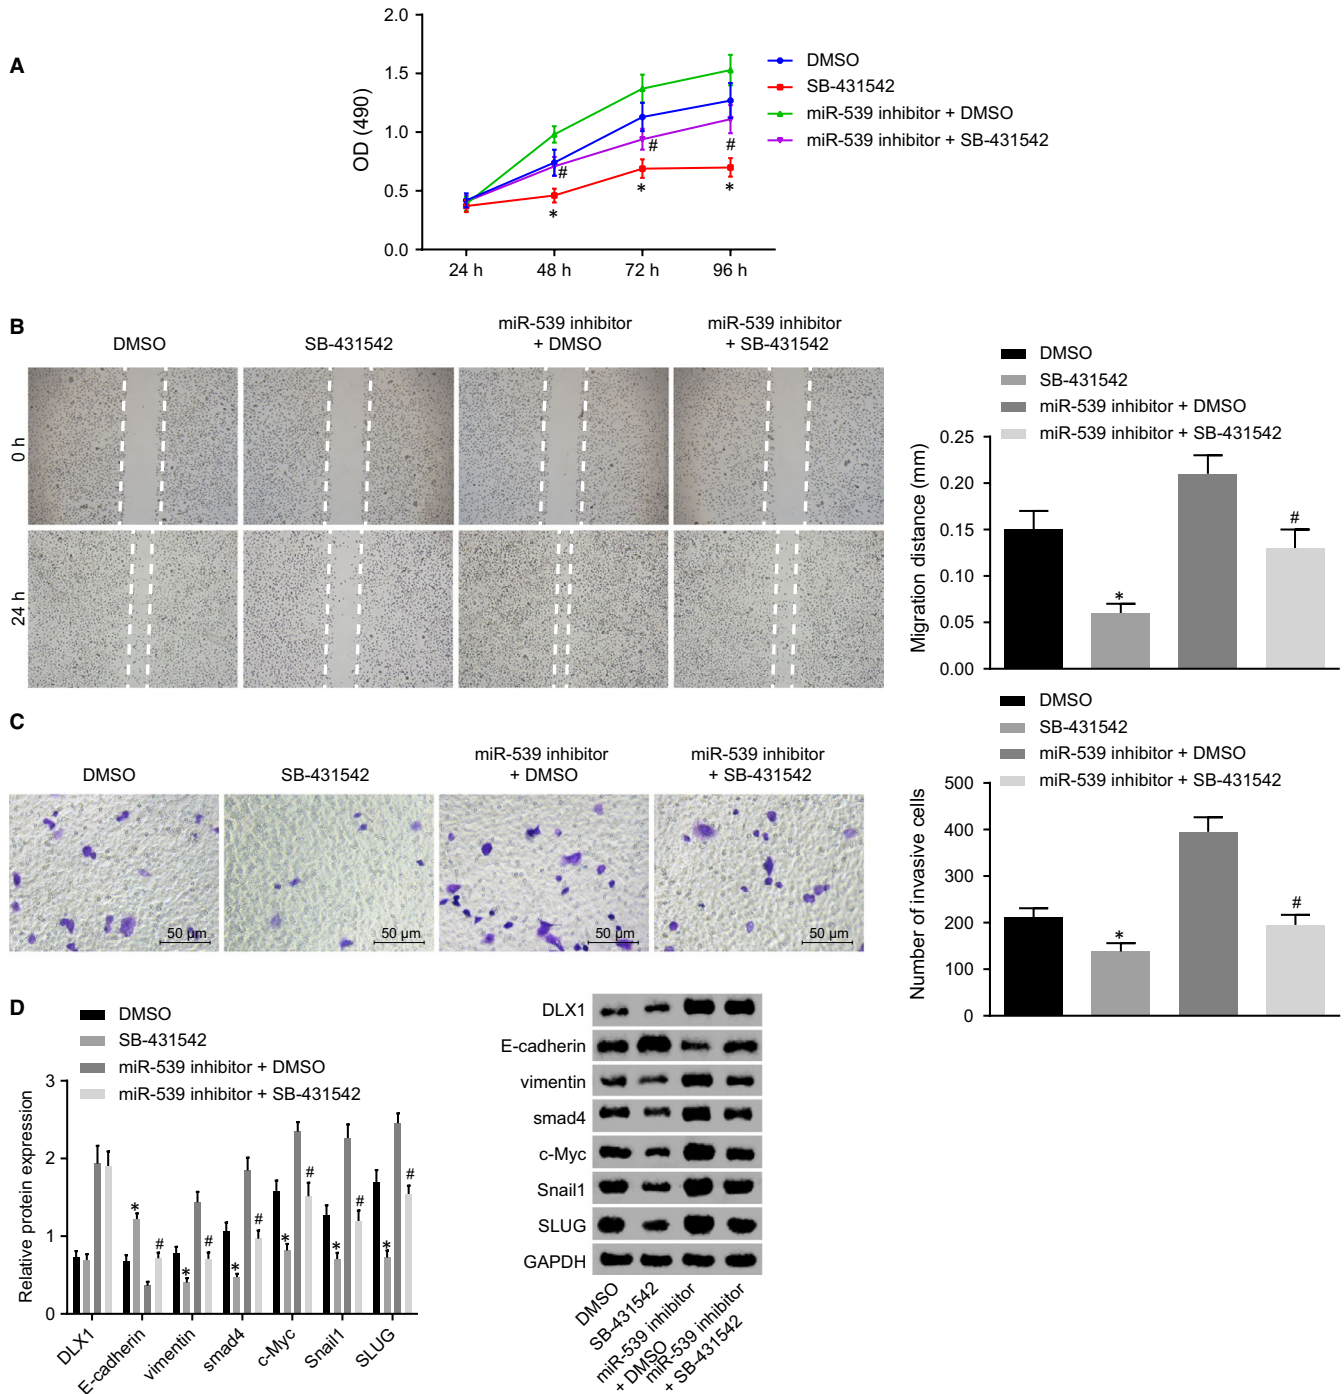 A
2.0
1.5
1.0
0.5
0.0
OD (490)
24 h
48 h
72 h
96 h
#
#
#
*
*
*
DMSO
SB-431542
miR-539 inhibitor + DMSO
miR-539 inhibitor + SB-431542
B
DMSO
SB-431542
miR-539 inhibitor
+ DMSO
miR-539 inhibitor
+ SB-431542
0 h
24 h
DMSO
SB-431542
miR-539 inhibitor + DMSO
miR-539 inhibitor + SB-431542
Migration distance (mm)
0.25
0.20
0.15
0.10
0.05
0.00
*
#
C
DMSO
SB-431542
miR-539 inhibitor
+ DMSO
miR-539 inhibitor
+ SB-431542
50 µm
50 µm
50 µm
50 µm
DMSO
SB-431542
miR-539 inhibitor + DMSO
miR-539 inhibitor + SB-431542
Number of invasive cells
500
400
300
200
100
0
*
#
D
DMSO
SB-431542
miR-539 inhibitor + DMSO
miR-539 inhibitor + SB-431542
Relative protein expression
3
2
1
0
*
#
*
#
*
#
*
#
*
#
*
#
DLX1
E-cadherin
vimentin
smad4
c-Myc
Snail1
SLUG
DLX1
E-cadherin
vimentin
smad4
c-Myc
Snail1
SLUG
GAPDH
DMSO
SB-431542
miR-539 inhibitor
+ DMSO
miR-539 inhibitor
+ SB-431542